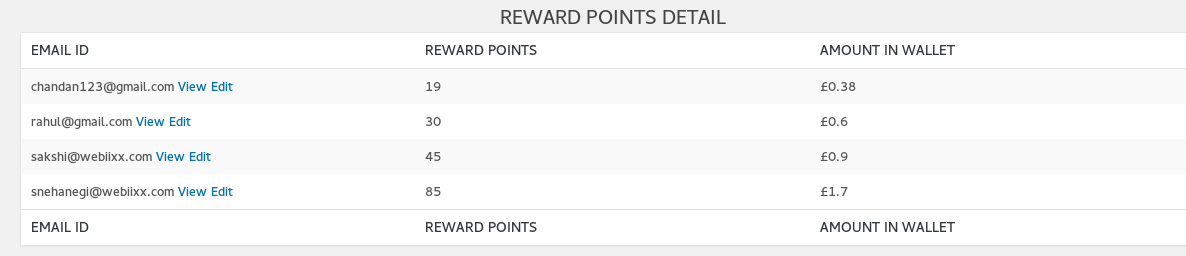 REWARD POINTS DETAIL
EMAIL ID REWARD POINTS AMOUNT IN WALLET
chandan123@gmail.com View Edit 19 £0.38
rahul@gmail.com View Edit 30 £0.6
sakshi@webiixx.com View Edit 45 £0.9
snehanegi@webiixx.com View Edit 85 £1.7
EMAIL ID REWARD POINTS AMOUNT IN WALLET